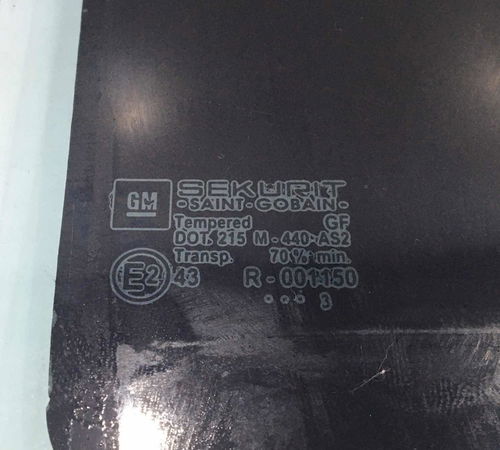 GM
SEKURIT
- SAINT-GOBAIN -
Tempered GF
DOT. 215 M - 440-AS2
Transp. 70% min.
E2 43 R - 001150
... 3